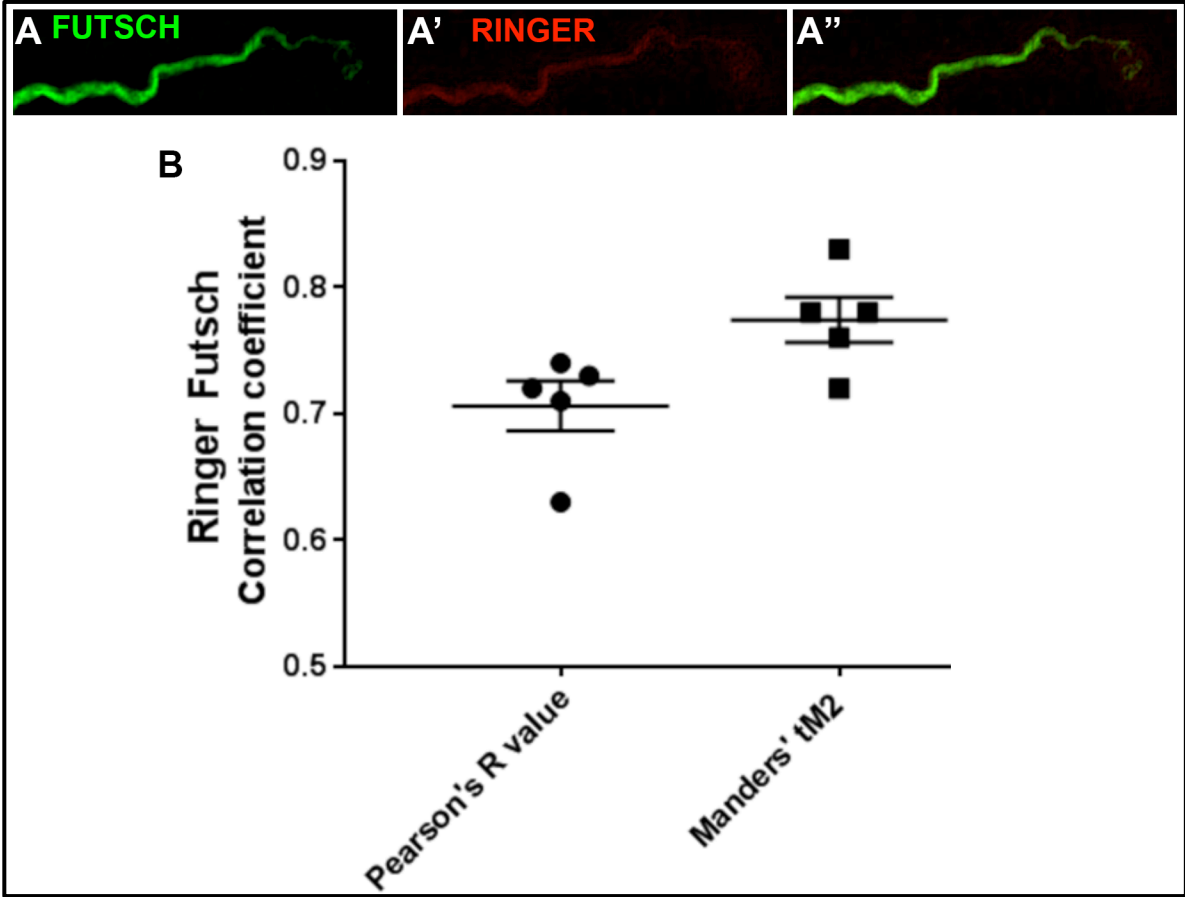 A FUTSCH
A' RINGER
A"
B
0.9
0.8
0.7
0.6
0.5
Ringer Futsch
Correlation coefficient
Pearson's R value
Manders' tM2